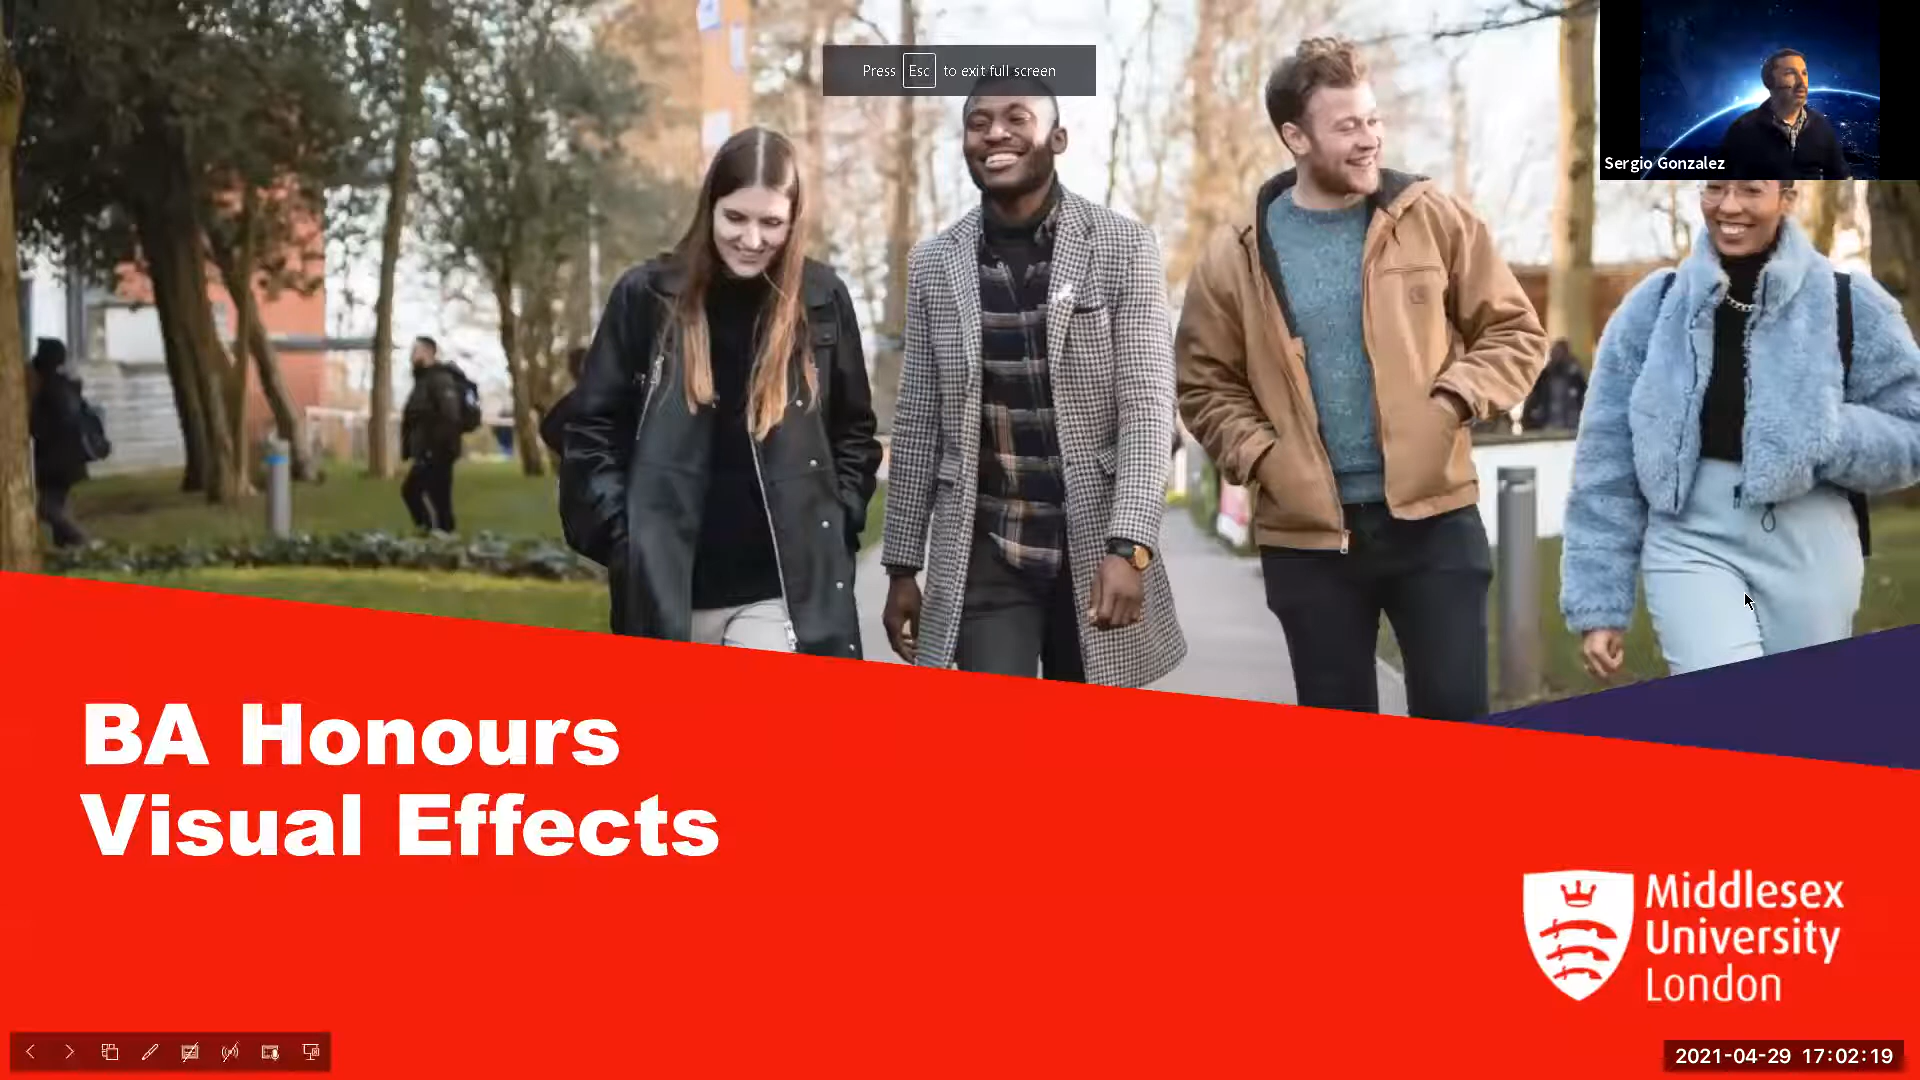 Press Esc to exit full screen
Sergio Gonzalez
BA Honours
Visual Effects
Middlesex
University
London
2021-04-29 17:02:19